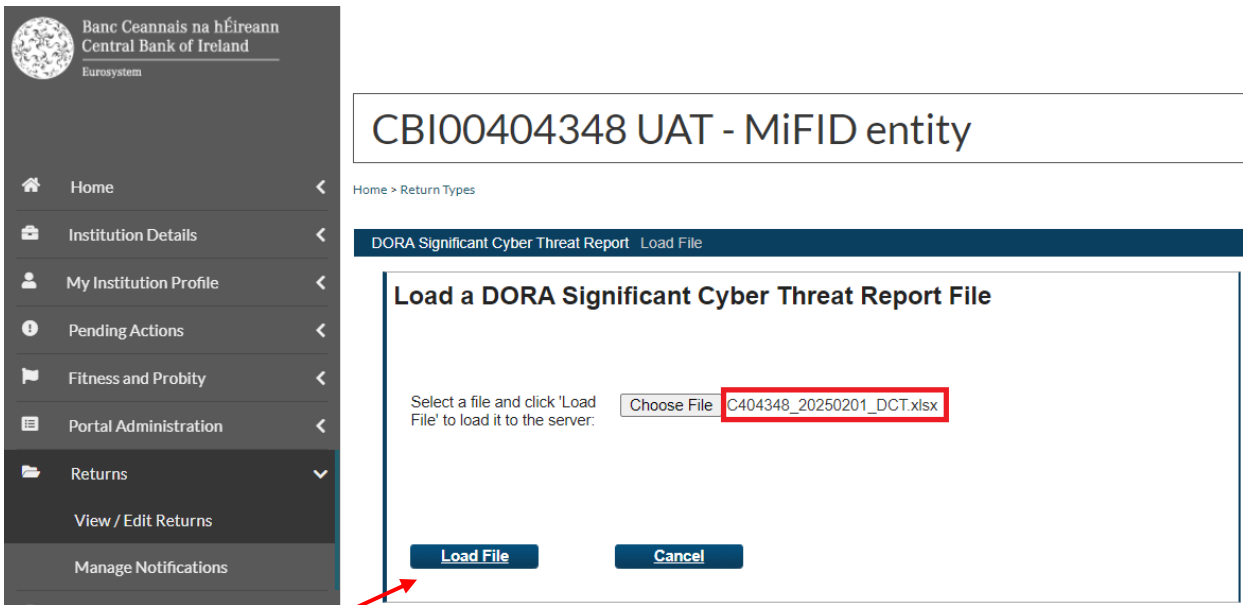 Banc Ceannais na hÉireann
Central Bank of Ireland
Eurosystem
CBI00404348 UAT - MiFID entity
Home
Institution Details
My Institution Profile
Pending Actions
Fitness and Probity
Portal Administration
Returns
View / Edit Returns
Manage Notifications
Home > Return Types
DORA Significant Cyber Threat Report Load File
Load a DORA Significant Cyber Threat Report File
Select a file and click 'Load
File' to load it to the server:
Choose File C404348_20250201_DCT.xlsx
Load File Cancel